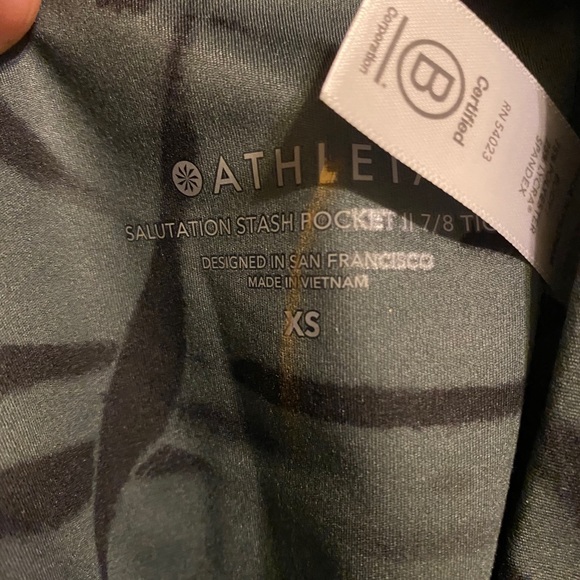 ATHLETA
SALUTATION STASH POCKET II 7/8 TIG
DESIGNED IN SAN FRANCISCO
MADE IN VIETNAM
XS
Certified
B
Corporation
RN 54023
LYCRA®
SPANDEX